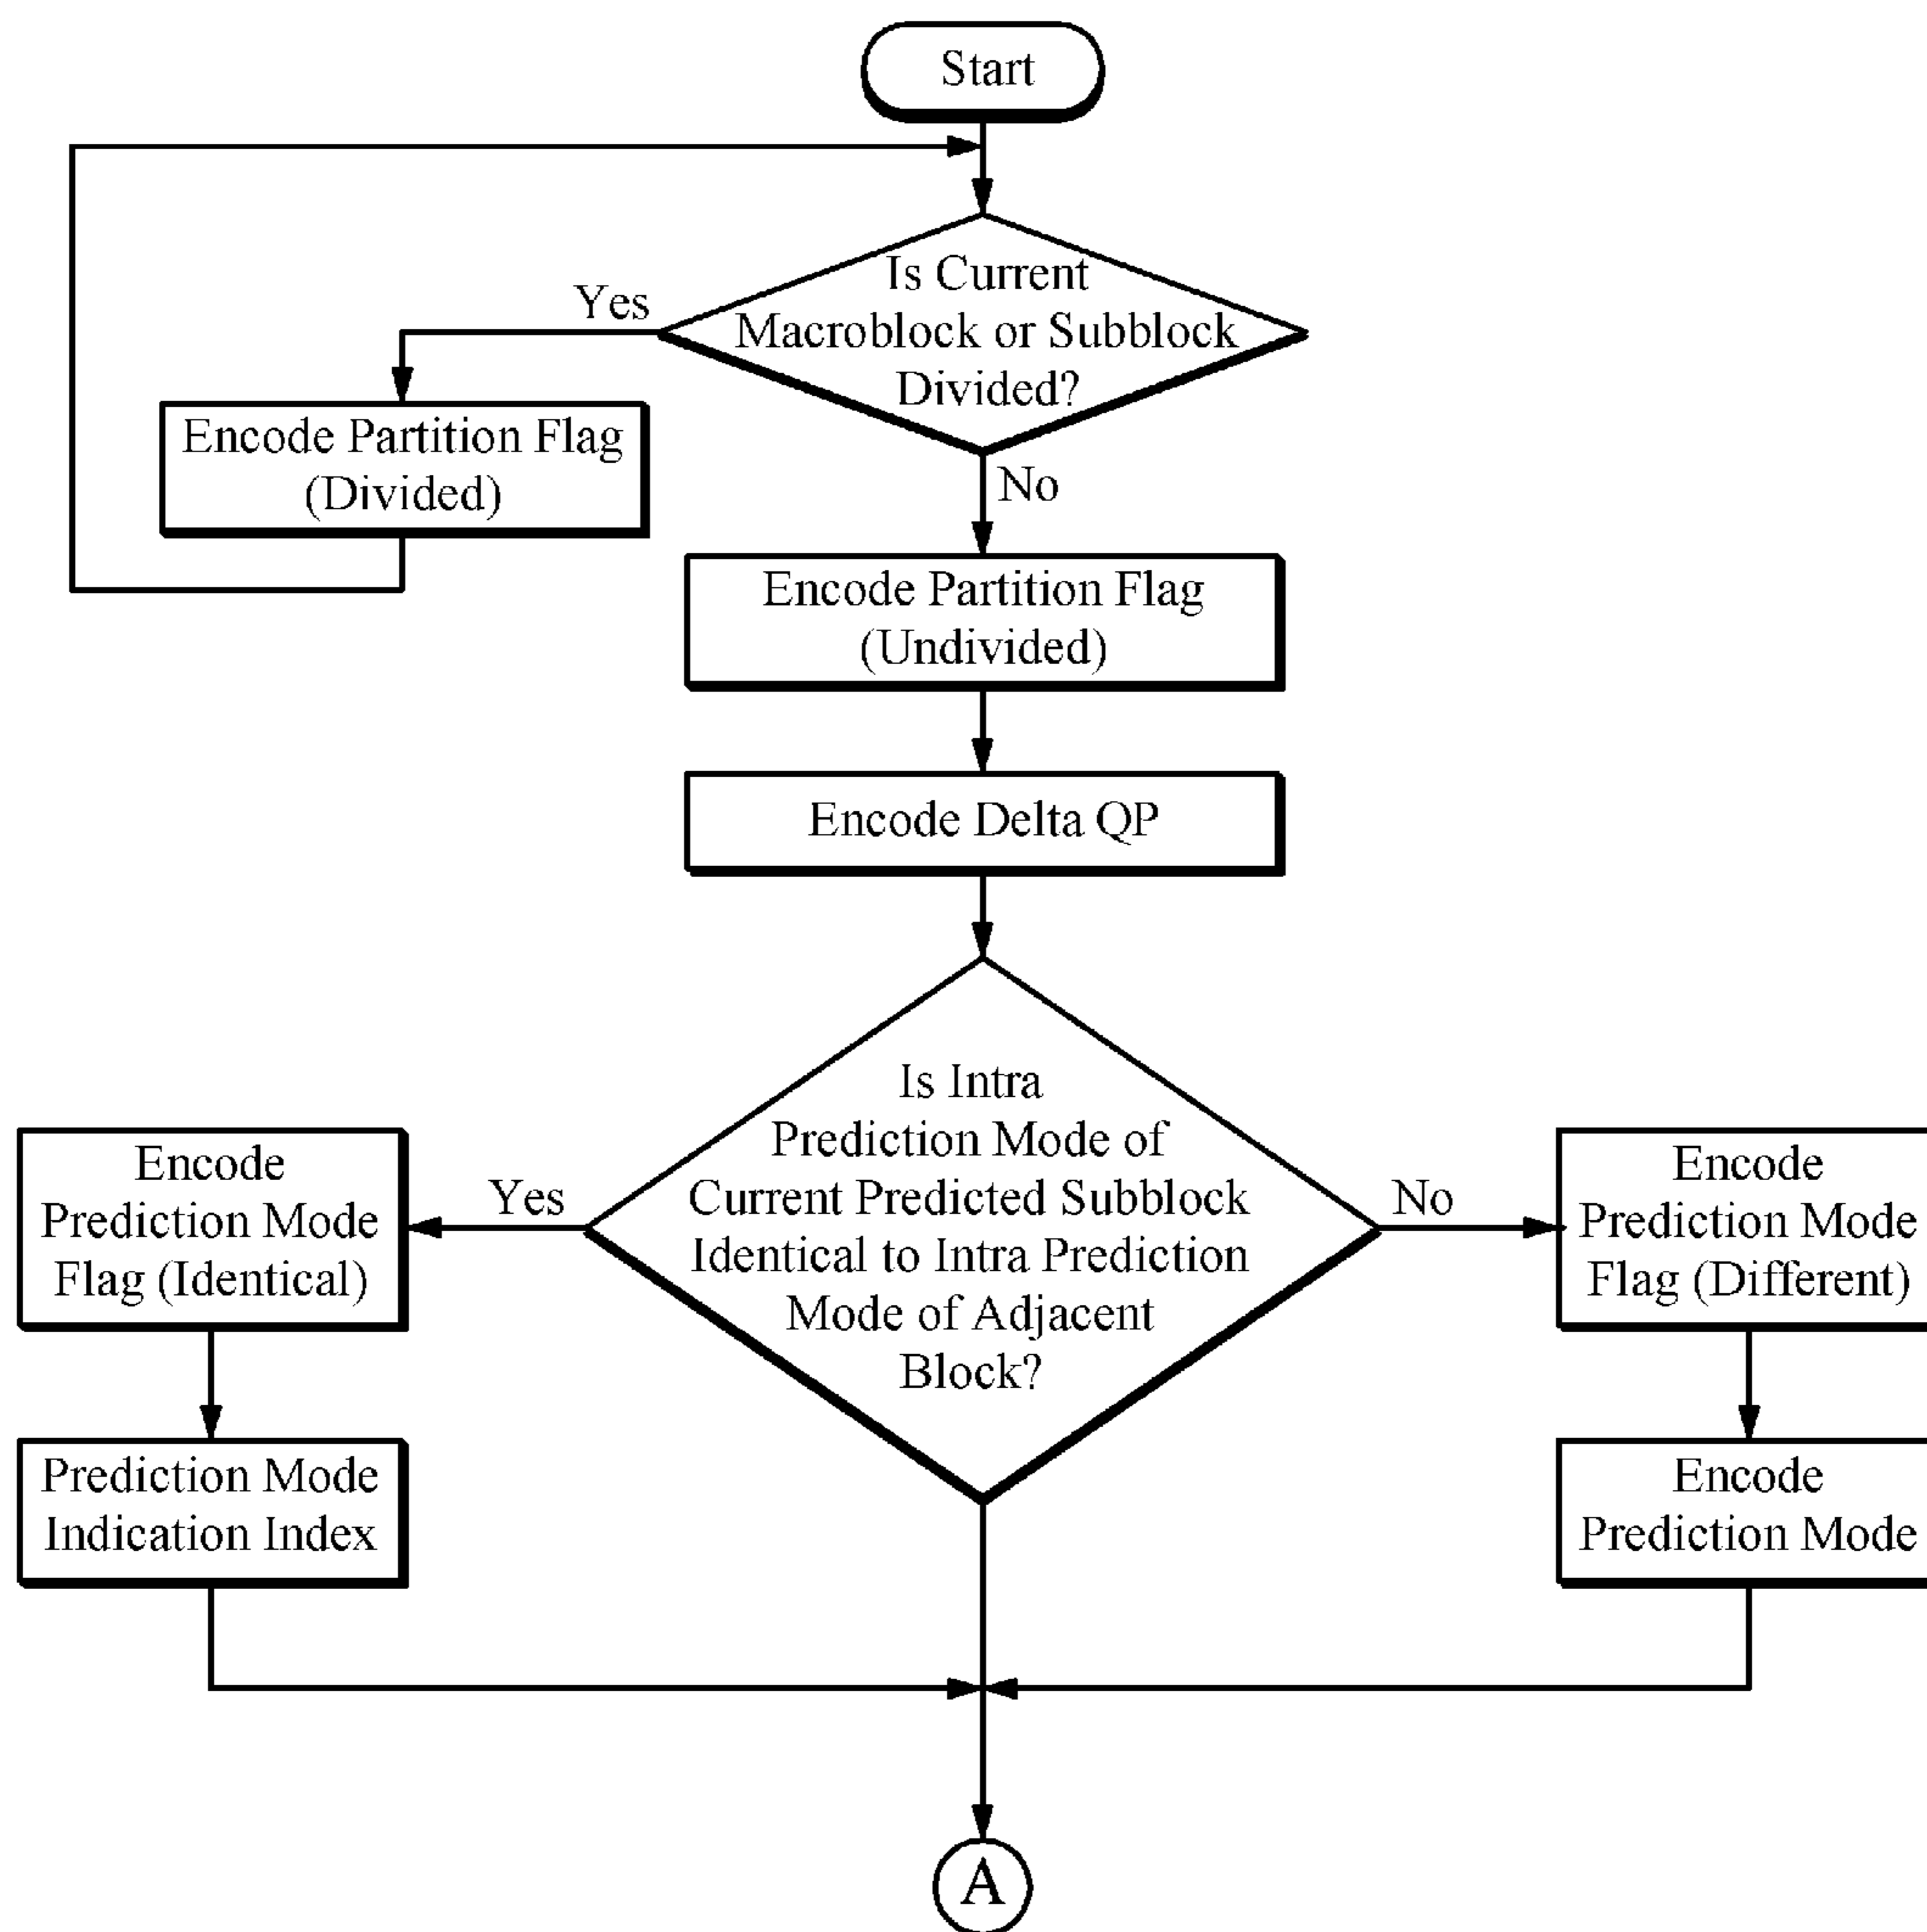 Start
Is Current
Macroblock or Subblock
Divided?
Yes
No
Encode Partition Flag
(Divided)
Encode Partition Flag
(Undivided)
Encode Delta QP
Is Intra
Prediction Mode of
Current Predicted Subblock
Identical to Intra Prediction
Mode of Adjacent
Block?
Yes
No
Encode
Prediction Mode
Flag (Identical)
Encode
Prediction Mode
Flag (Different)
Prediction Mode
Indication Index
Encode
Prediction Mode
A